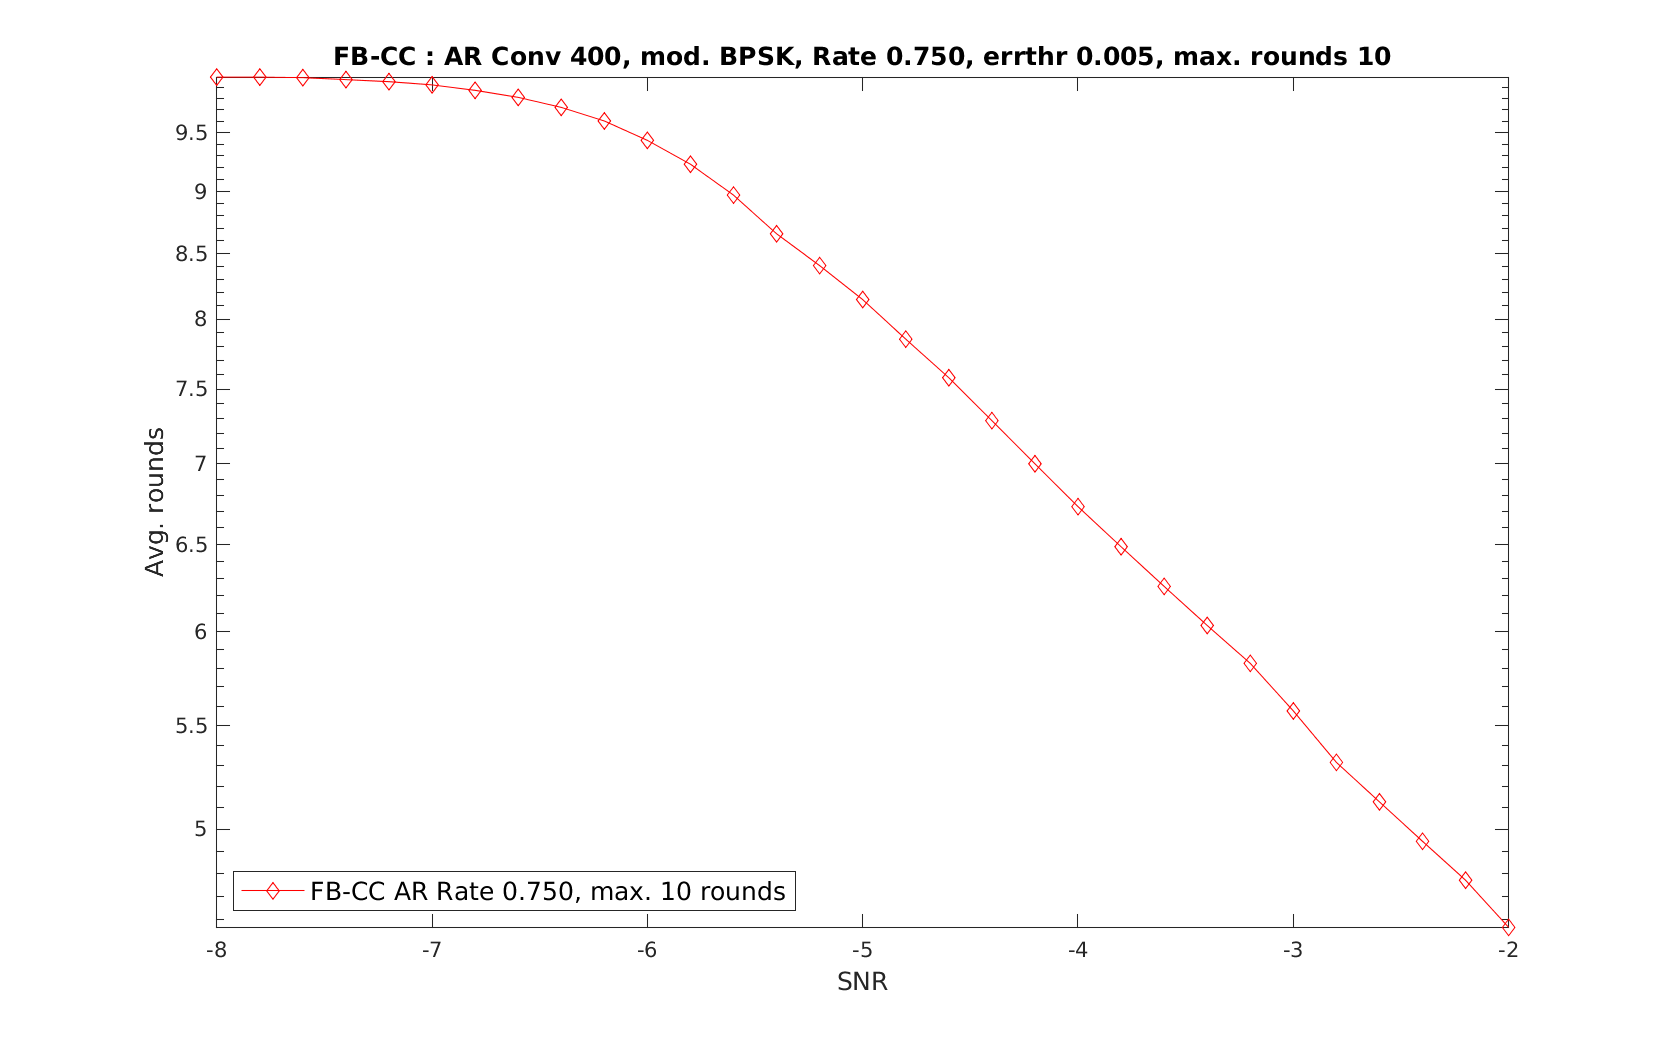 FB-CC : AR Conv 400, mod. BPSK, Rate 0.750, errthr 0.005, max. rounds 10
9.5
9
8.5
8
7.5
7
6.5
6
5.5
5
Avg. rounds
FB-CC AR Rate 0.750, max. 10 rounds
-8 -7 -6 -5 -4 -3 -2
SNR